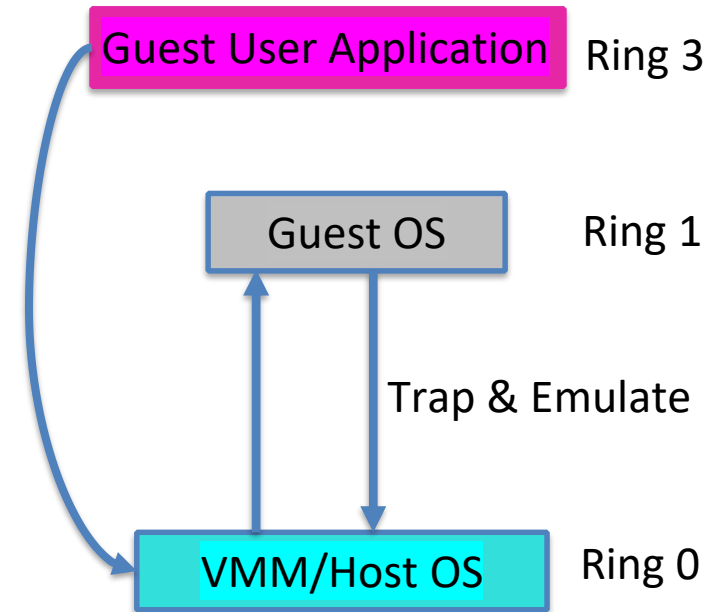 Guest User Application Ring 3
Guest OS Ring 1
Trap & Emulate
VMM/Host OS Ring 0